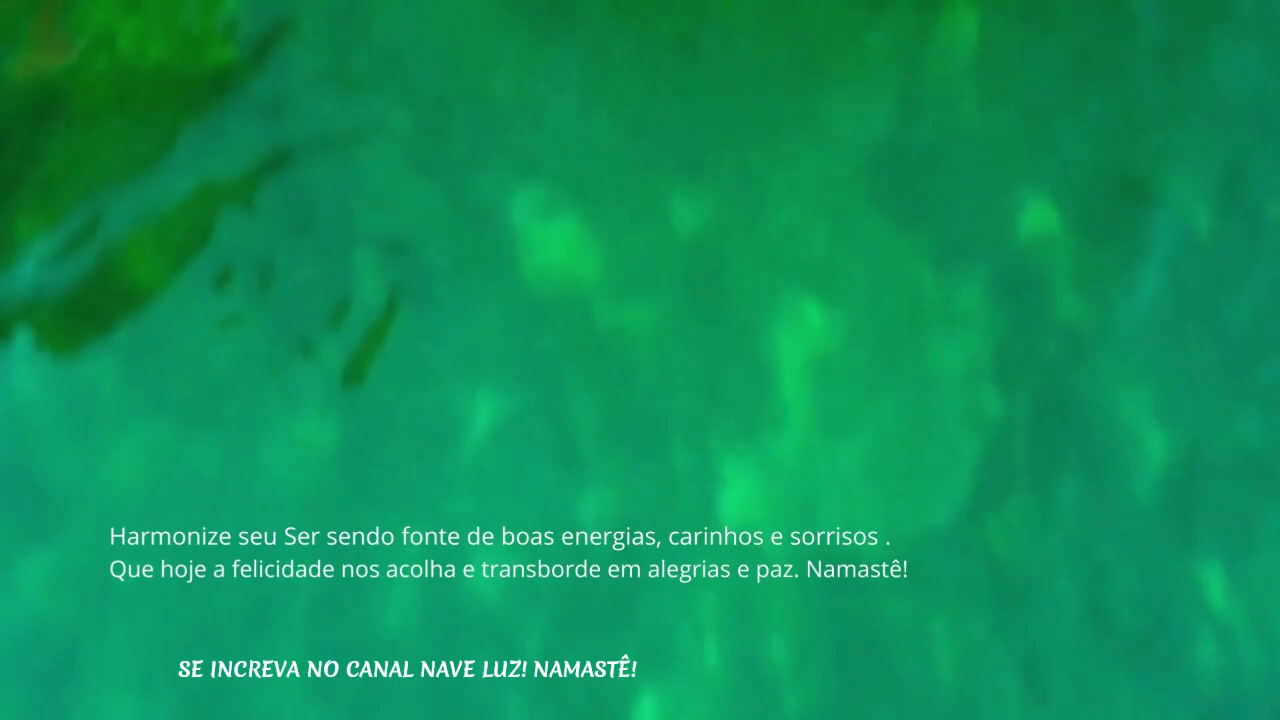 Harmonize seu Ser sendo fonte de boas energias, carinhos e sorrisos .
Que hoje a felicidade nos acolha e transborde em alegrias e paz. Namastê!
SE INCREVA NO CANAL NAVE LUZ! NAMASTÊ!